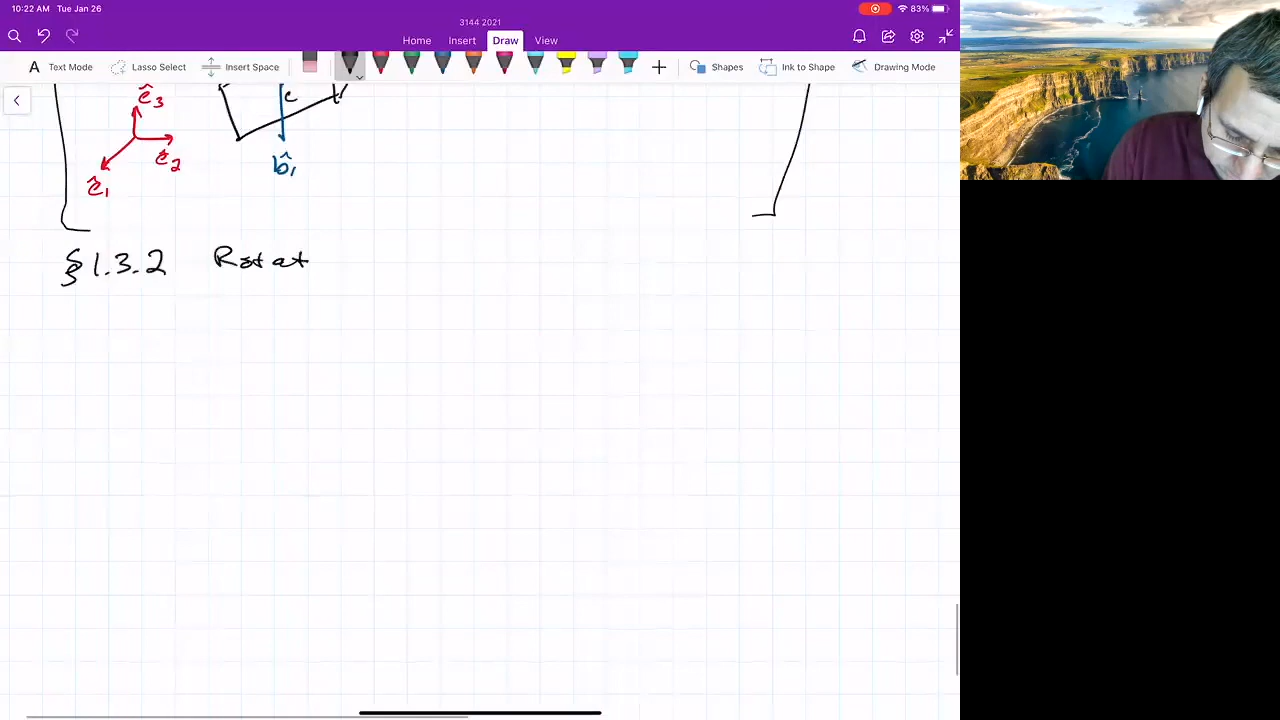 10:22 AM Tue Jan 26
83%
3144 2021
Home Insert Draw View
Text Mode Lasso Select Insert Space Shapes Ink to Shape Drawing Mode
ê3
c
ê2
b̂1
ê1
§1.3.2 Rotat